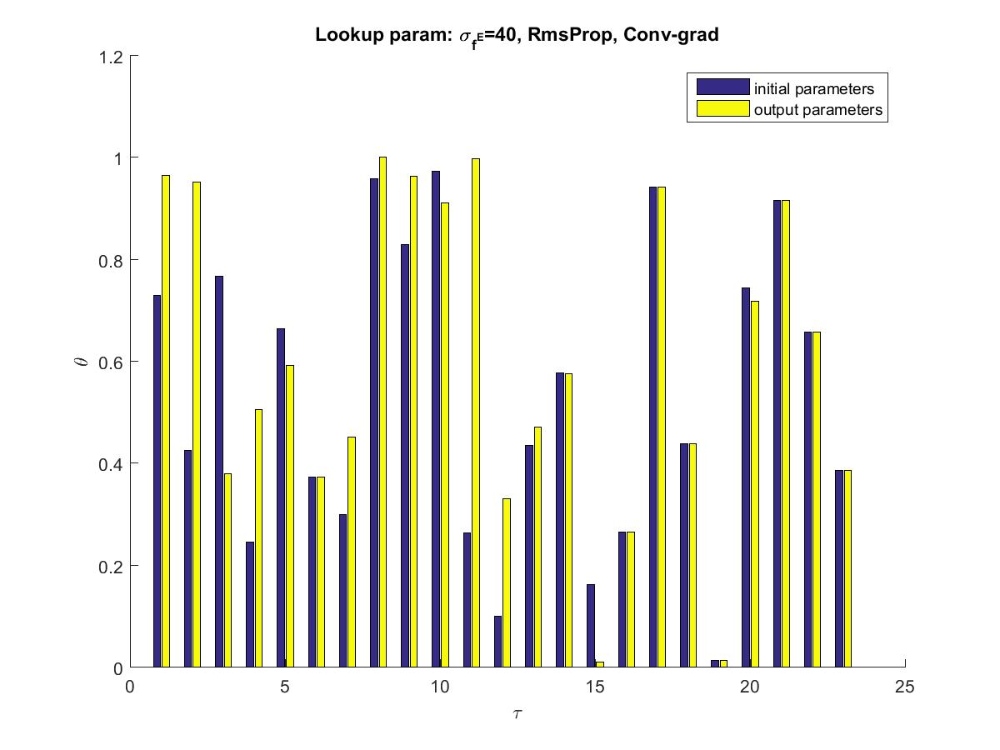 Lookup param: σ_f^E=40, RmsProp, Conv-grad
initial parameters
output parameters
1.2
1
0.8
0.6
0.4
0.2
0
θ
0 5 10 15 20 25
τ